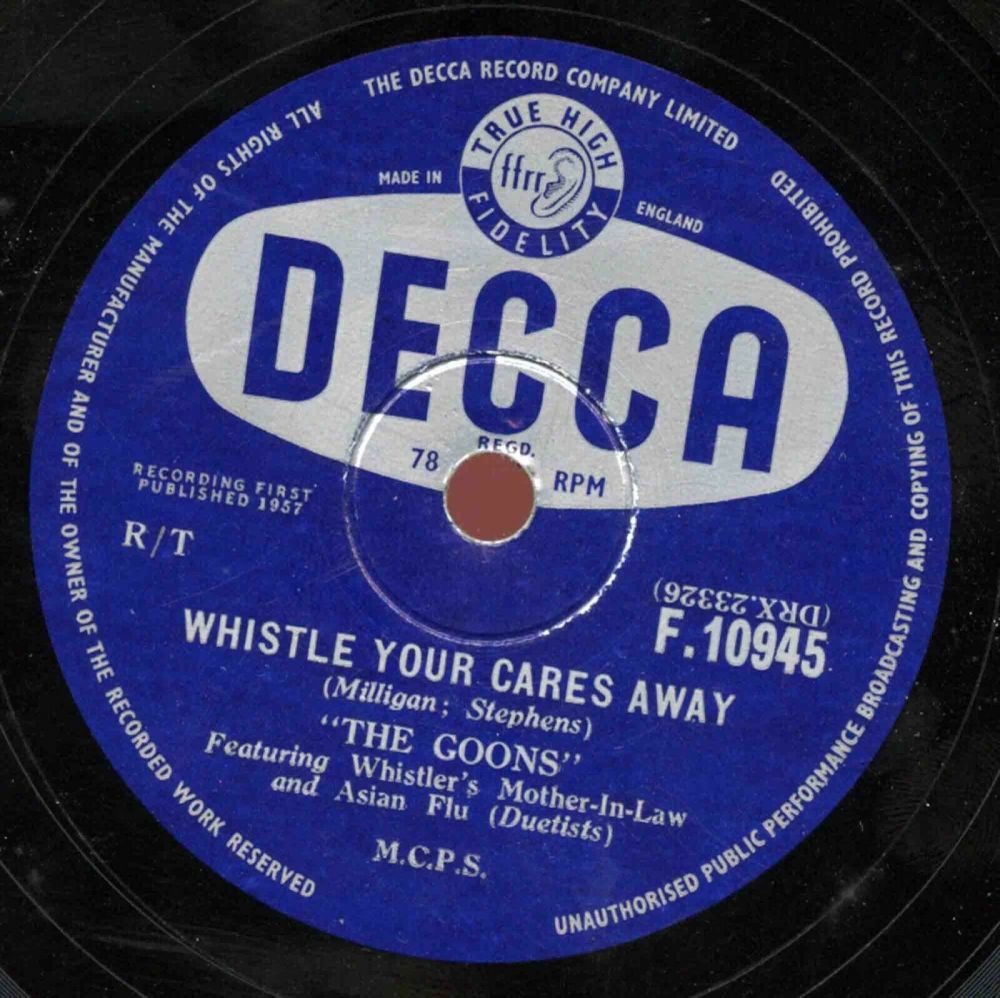 THE DECCA RECORD COMPANY LIMITED
ALL RIGHTS OF THE MANUFACTURER AND OF THE OWNER OF THE RECORDED WORK RESERVED
UNAUTHORISED PUBLIC PERFORMANCE BROADCASTING AND COPYING OF THIS RECORD PROHIBITED
TRUE HIGH
ffrr
FIDELITY
MADE IN ENGLAND
DECCA
REGD.
78 RPM
RECORDING FIRST
PUBLISHED 1957
R/T
(DRX.23326)
F.10945
WHISTLE YOUR CARES AWAY
(Milligan; Stephens)
"THE GOONS"
Featuring Whistler's Mother-In-Law
and Asian Flu (Duetists)
M.C.P.S.